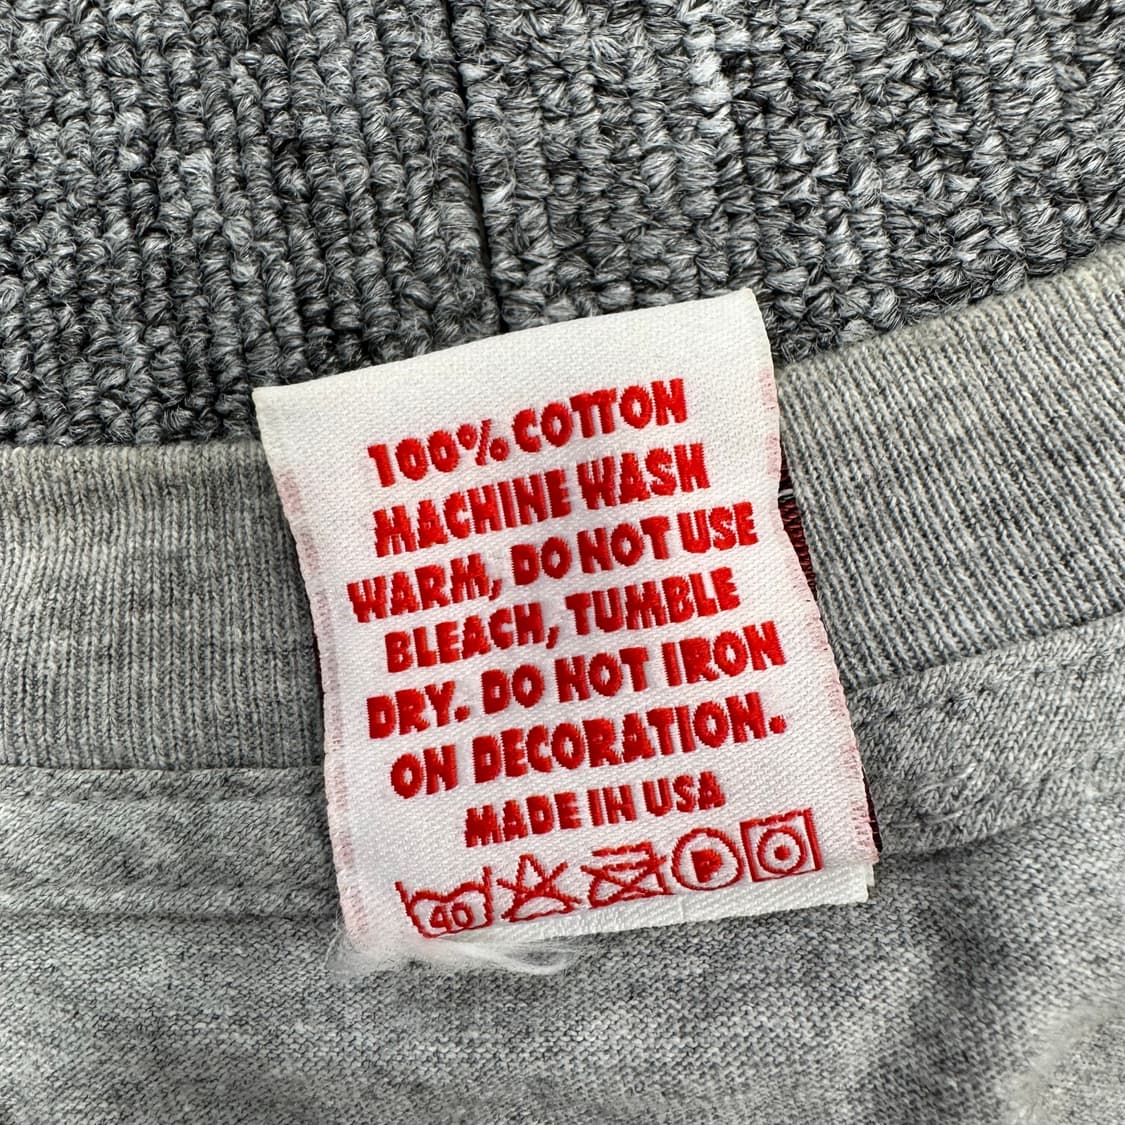 100% COTTON
MACHINE WASH
WARM, DO NOT USE
BLEACH, TUMBLE
DRY. DO NOT IRON
ON DECORATION.
MADE IN USA
40 P